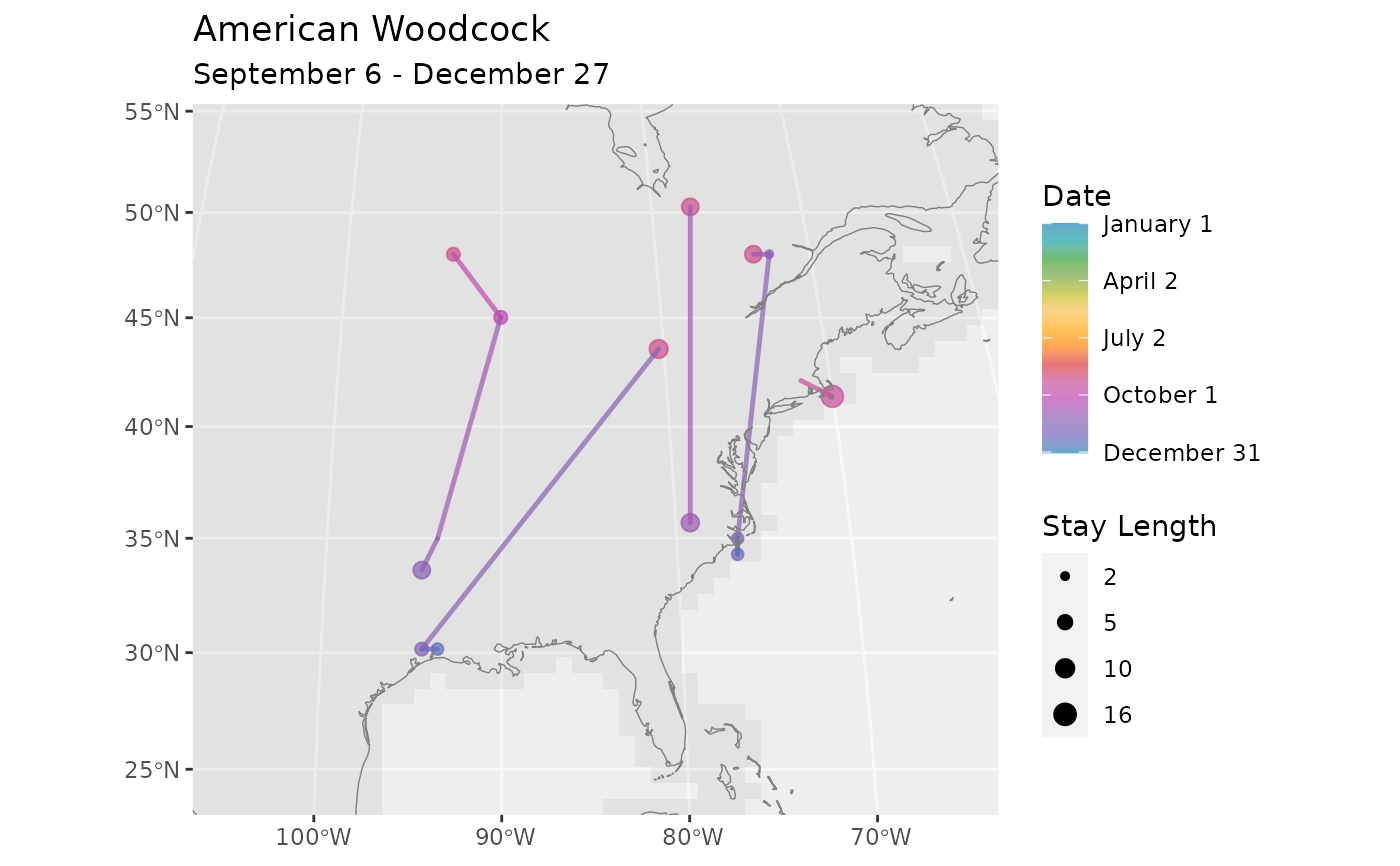 American Woodcock
September 6 - December 27
55°N
50°N
45°N
40°N
35°N
30°N
25°N
100°W
90°W
80°W
70°W
Date
January 1
April 2
July 2
October 1
December 31
Stay Length
2
5
10
16